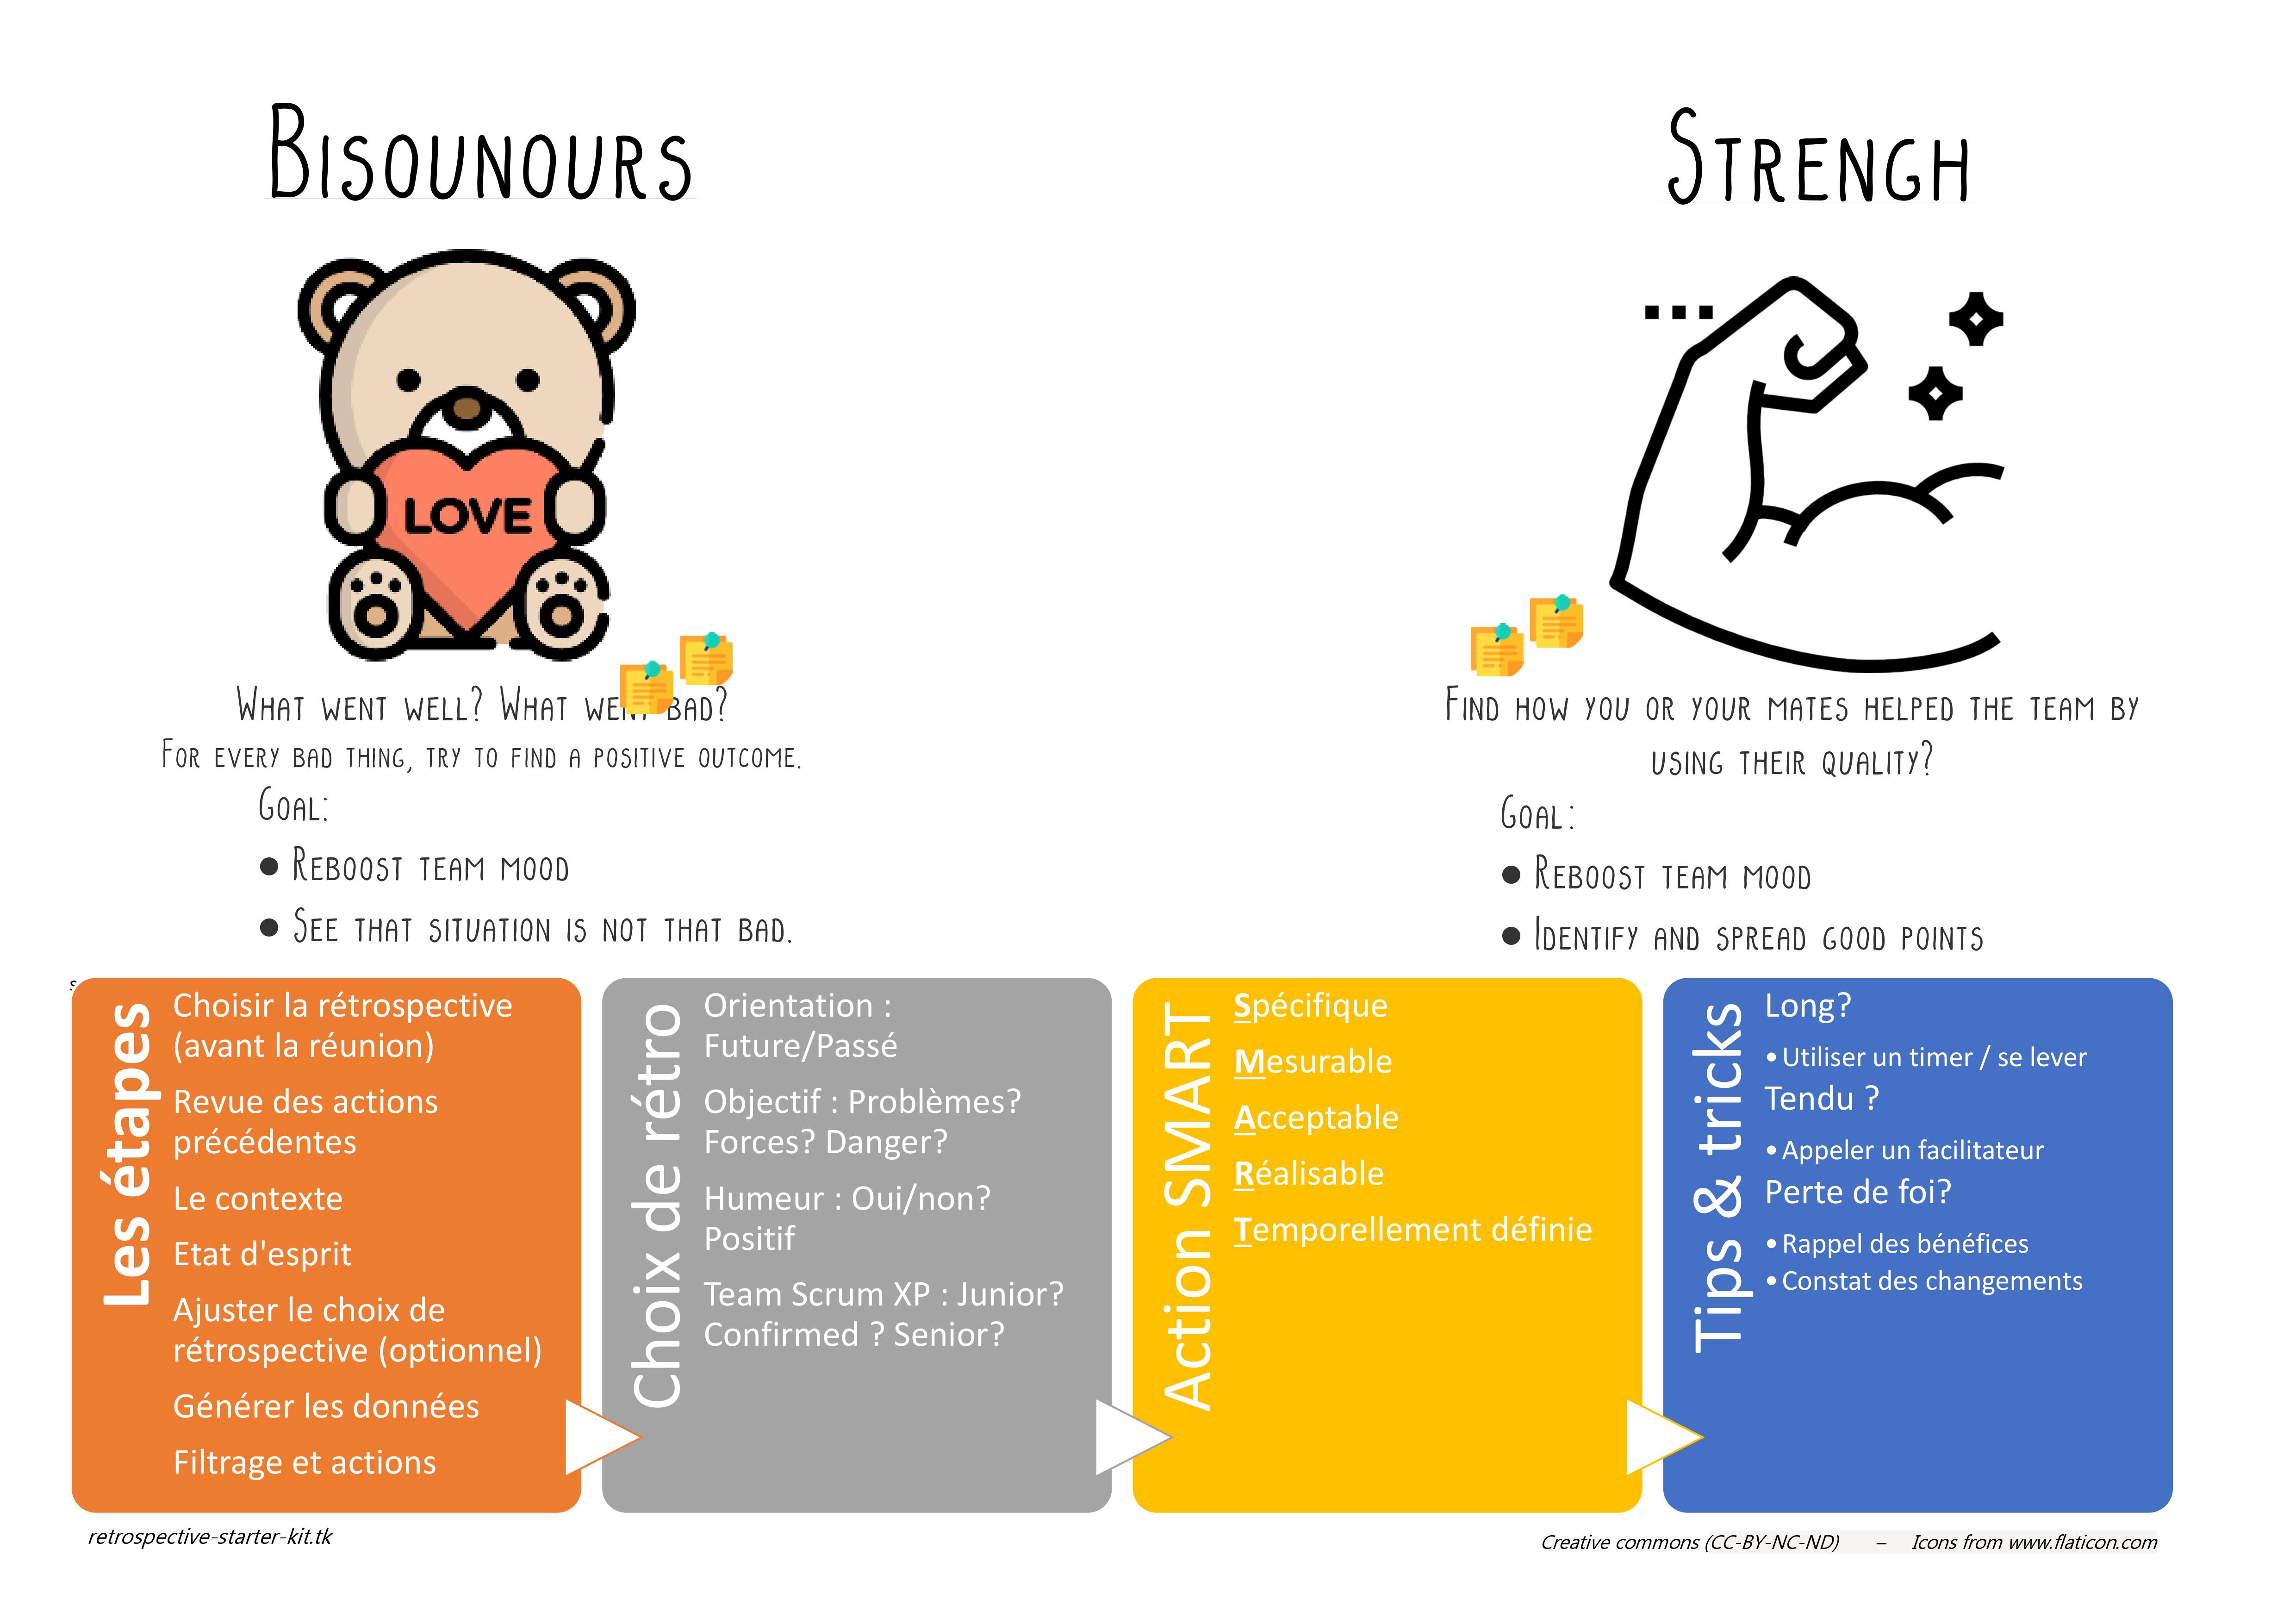 Bisounours
LOVE
What went well? What went bad?
For every bad thing, try to find a positive outcome.
Goal:
● Reboost team mood
● See that situation is not that bad.
Strengh
Find how you or your mates helped the team by
using their quality?
Goal:
● Reboost team mood
● Identify and spread good points
s
Les étapes
Choisir la rétrospective
(avant la réunion)
Revue des actions
précédentes
Le contexte
Etat d'esprit
Ajuster le choix de
rétrospective (optionnel)
Générer les données
Filtrage et actions
Choix de rétro
Orientation :
Future/Passé
Objectif : Problèmes?
Forces? Danger?
Humeur : Oui/non?
Positif
Team Scrum XP : Junior?
Confirmed ? Senior?
Action SMART
Spécifique
Mesurable
Acceptable
Réalisable
Temporellement définie
Tips & tricks
Long?
• Utiliser un timer / se lever
Tendu ?
• Appeler un facilitateur
Perte de foi?
• Rappel des bénéfices
• Constat des changements
retrospective-starter-kit.tk
Creative commons (CC-BY-NC-ND) – Icons from www.flaticon.com